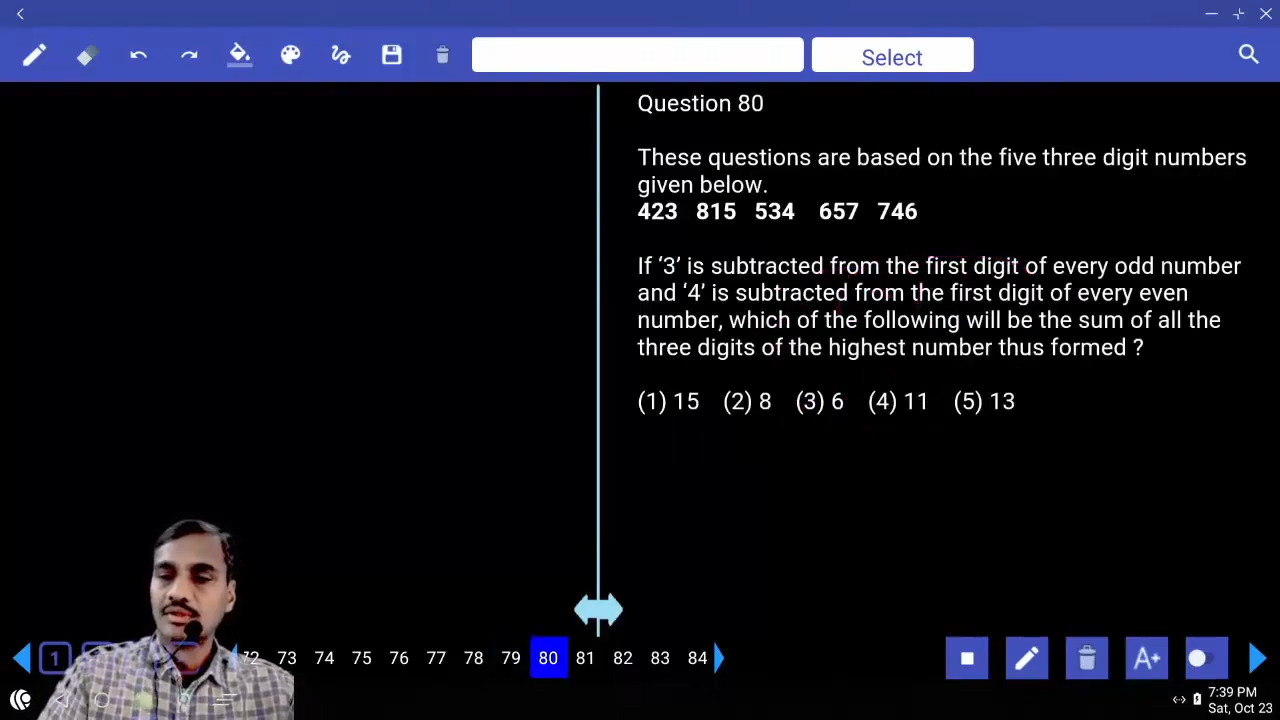 Select
Question 80
These questions are based on the five three digit numbers
given below.
423 815 534 657 746
If ‘3’ is subtracted from the first digit of every odd number
and ‘4’ is subtracted from the first digit of every even
number, which of the following will be the sum of all the
three digits of the highest number thus formed ?
(1) 15 (2) 8 (3) 6 (4) 11 (5) 13
1 73 74 75 76 77 78 79 80 81 82 83 84
A+
7:39 PM
Sat, Oct 23